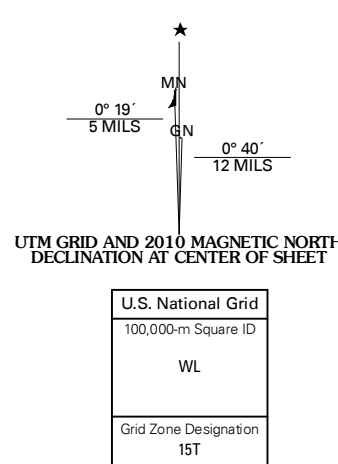 MN
0° 19´
5 MILS
GN
0° 40´
12 MILS
UTM GRID AND 2010 MAGNETIC NORTH
DECLINATION AT CENTER OF SHEET
U.S. National Grid
100,000-m Square ID
WL
Grid Zone Designation
15T